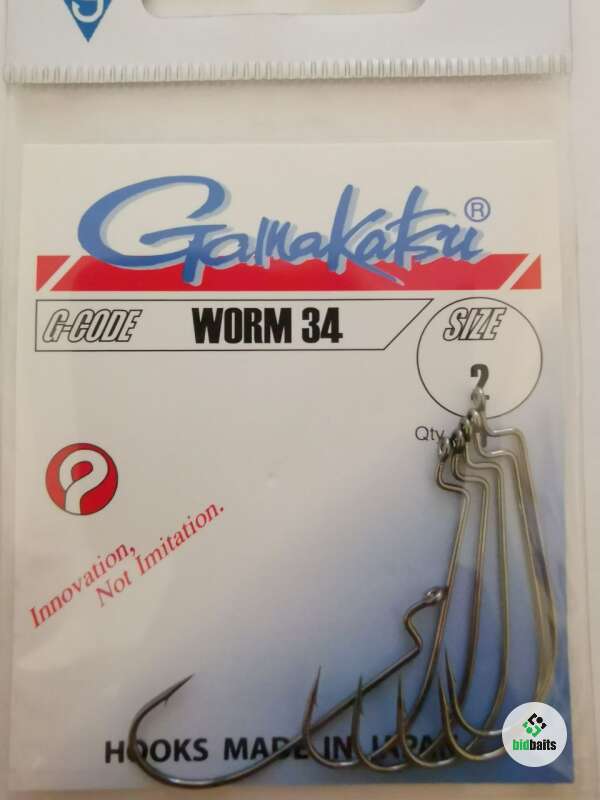 Gamakatsu®
G-CODE WORM 34 SIZE
2
Qty
Innovation,
Not Imitation.
HOOKS MADE IN JAPAN
bidbaits